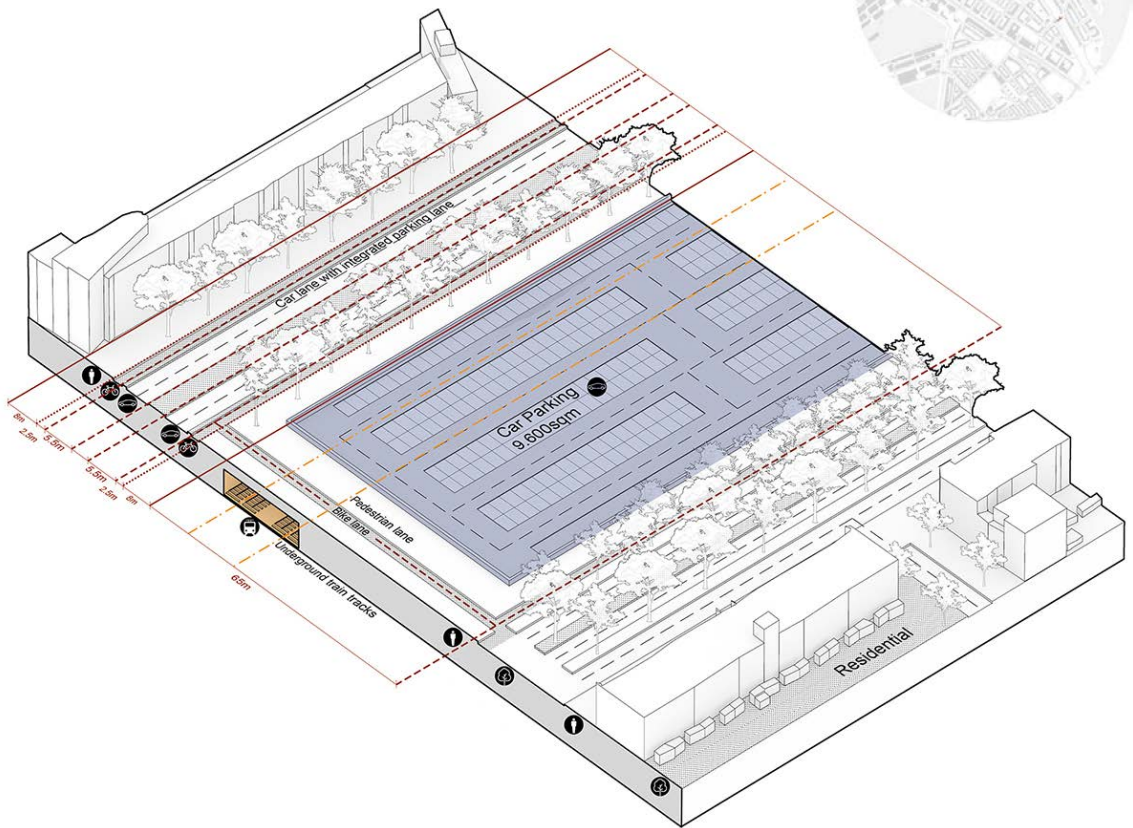 Car lane with integrated parking lane
Car Parking
9.600sqm
8m
2,5m
5.5m
5.5m
2,5m
6m
65m
Pedestrian lane
Bike lane
Underground train tracks
Residential